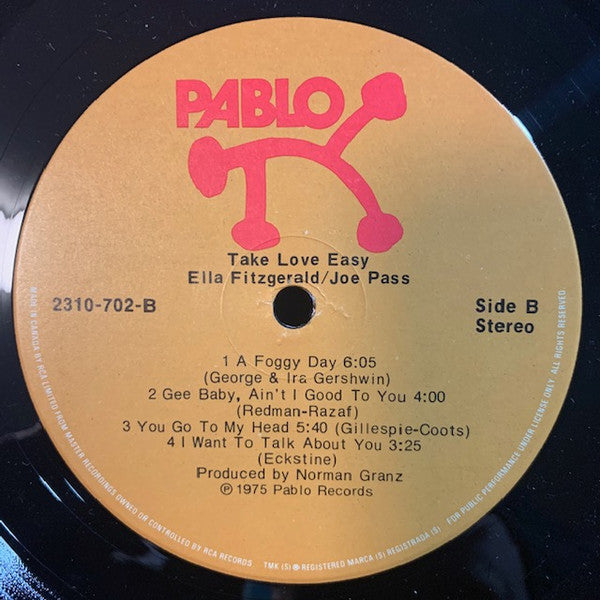 PABLO
Take Love Easy
Ella Fitzgerald/Joe Pass
2310-702-B
Side B
Stereo
1 A Foggy Day 6:05
(George & Ira Gershwin)
2 Gee Baby, Ain't I Good To You 4:00
(Redman-Razaf)
3 You Go To My Head 5:40 (Gillespie-Coots)
4 I Want To Talk About You 3:25
(Eckstine)
Produced by Norman Granz
℗ 1975 Pablo Records
MADE IN CANADA BY RCA LIMITED FROM MASTER RECORDINGS OWNED OR CONTROLLED BY RCA RECORDS TMK (S) ® REGISTERED MARCA (S) REGISTRADA (S) FOR PUBLIC PERFORMANCE UNDER LICENSE ONLY. ALL RIGHTS RESERVED